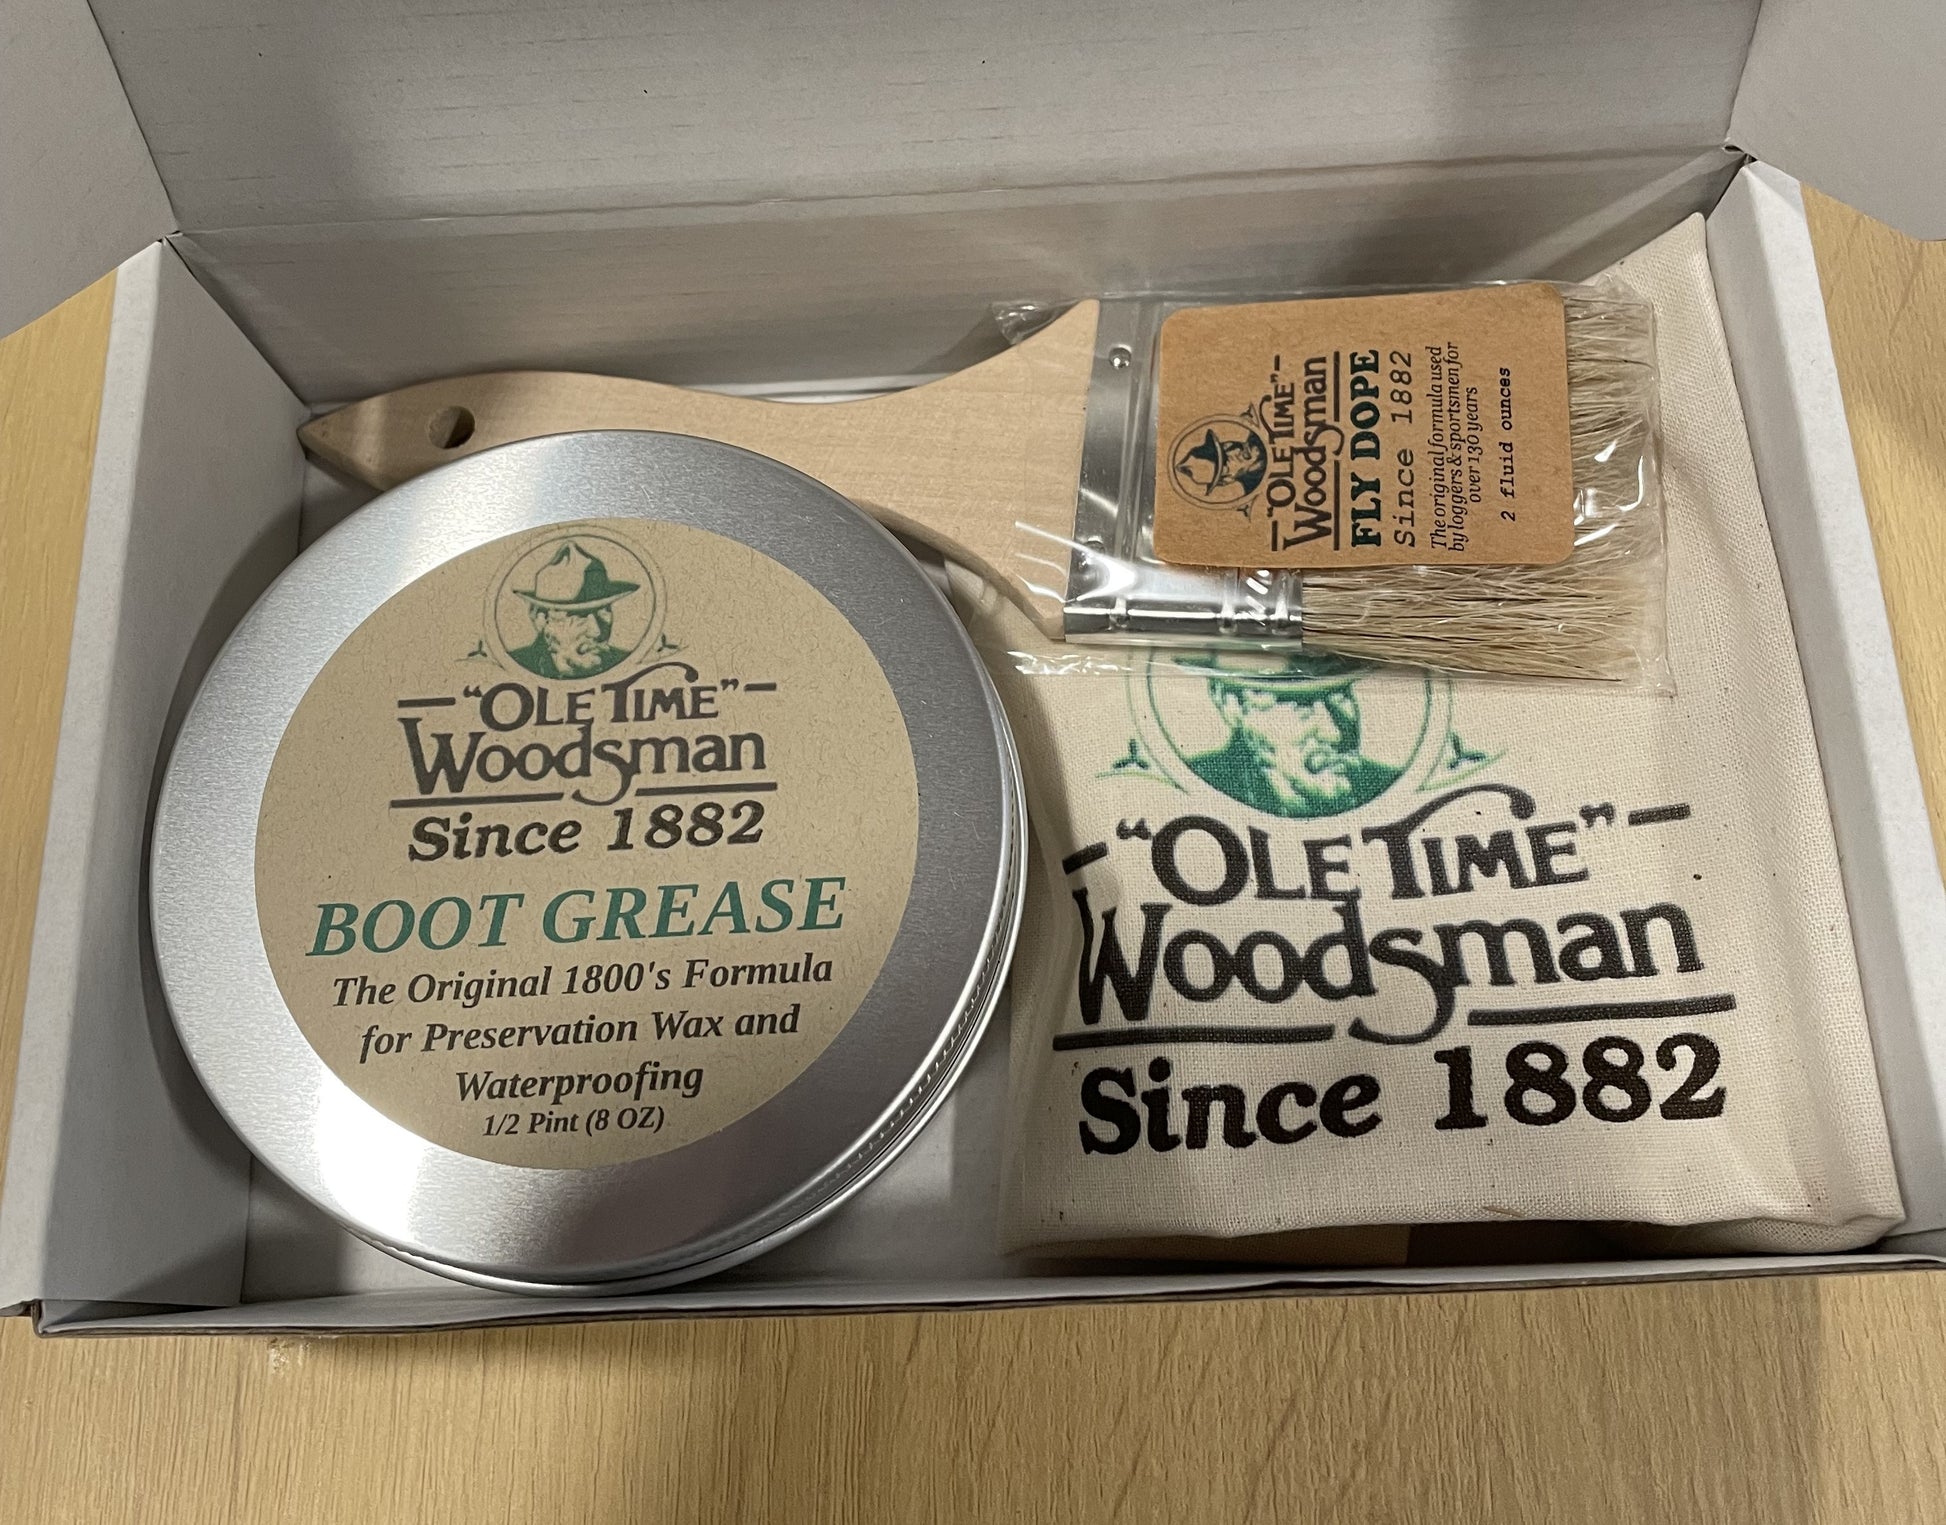 "OLE TIME"
Woodsman
Since 1882
BOOT GREASE
The Original 1800's Formula
for Preservation Wax and
Waterproofing
1/2 Pint (8 OZ)
"OLE TIME"
Woodsman
FLY DOPE
Since 1882
The original formula used
by loggers & sportsmen for
over 130 years
2 fluid ounces
"OLE TIME"
Woodsman
Since 1882